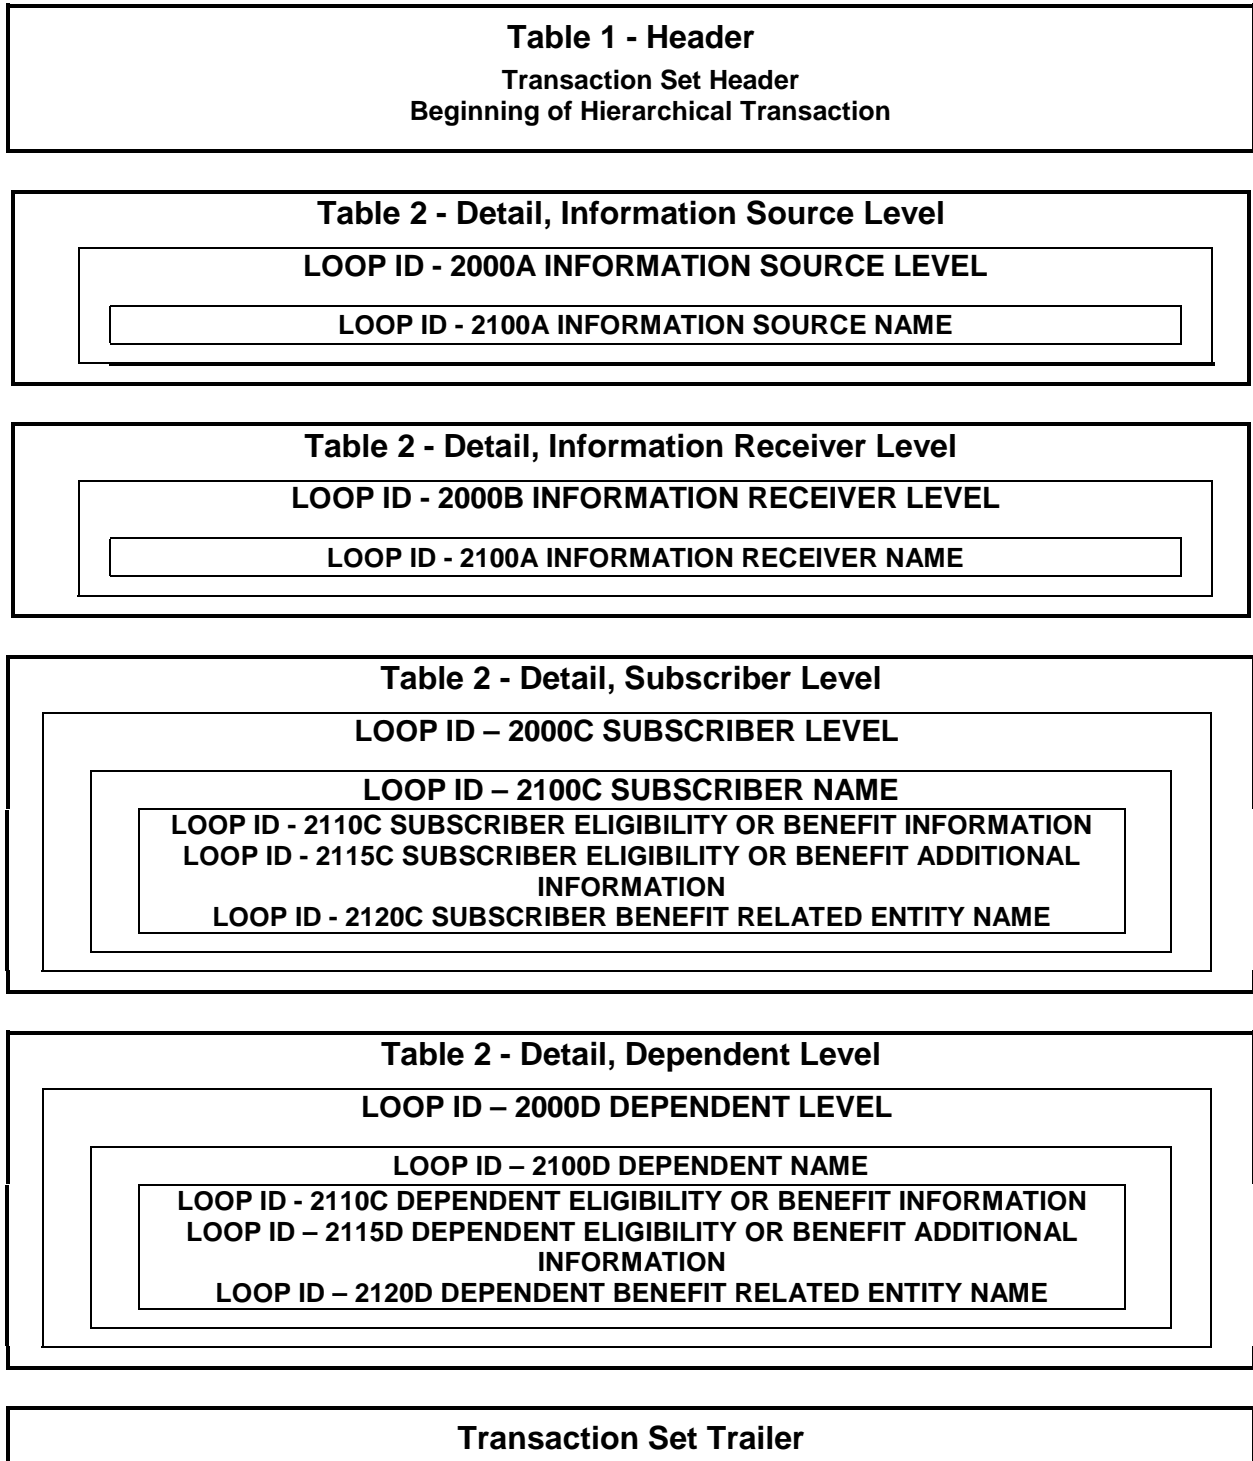 Table 1 - Header
Transaction Set Header
Beginning of Hierarchical Transaction
Table 2 - Detail, Information Source Level
LOOP ID - 2000A INFORMATION SOURCE LEVEL
LOOP ID - 2100A INFORMATION SOURCE NAME
Table 2 - Detail, Information Receiver Level
LOOP ID - 2000B INFORMATION RECEIVER LEVEL
LOOP ID - 2100A INFORMATION RECEIVER NAME
Table 2 - Detail, Subscriber Level
LOOP ID – 2000C SUBSCRIBER LEVEL
LOOP ID – 2100C SUBSCRIBER NAME
LOOP ID - 2110C SUBSCRIBER ELIGIBILITY OR BENEFIT INFORMATION
LOOP ID - 2115C SUBSCRIBER ELIGIBILITY OR BENEFIT ADDITIONAL
INFORMATION
LOOP ID - 2120C SUBSCRIBER BENEFIT RELATED ENTITY NAME
Table 2 - Detail, Dependent Level
LOOP ID – 2000D DEPENDENT LEVEL
LOOP ID – 2100D DEPENDENT NAME
LOOP ID - 2110C DEPENDENT ELIGIBILITY OR BENEFIT INFORMATION
LOOP ID – 2115D DEPENDENT ELIGIBILITY OR BENEFIT ADDITIONAL
INFORMATION
LOOP ID – 2120D DEPENDENT BENEFIT RELATED ENTITY NAME
Transaction Set Trailer